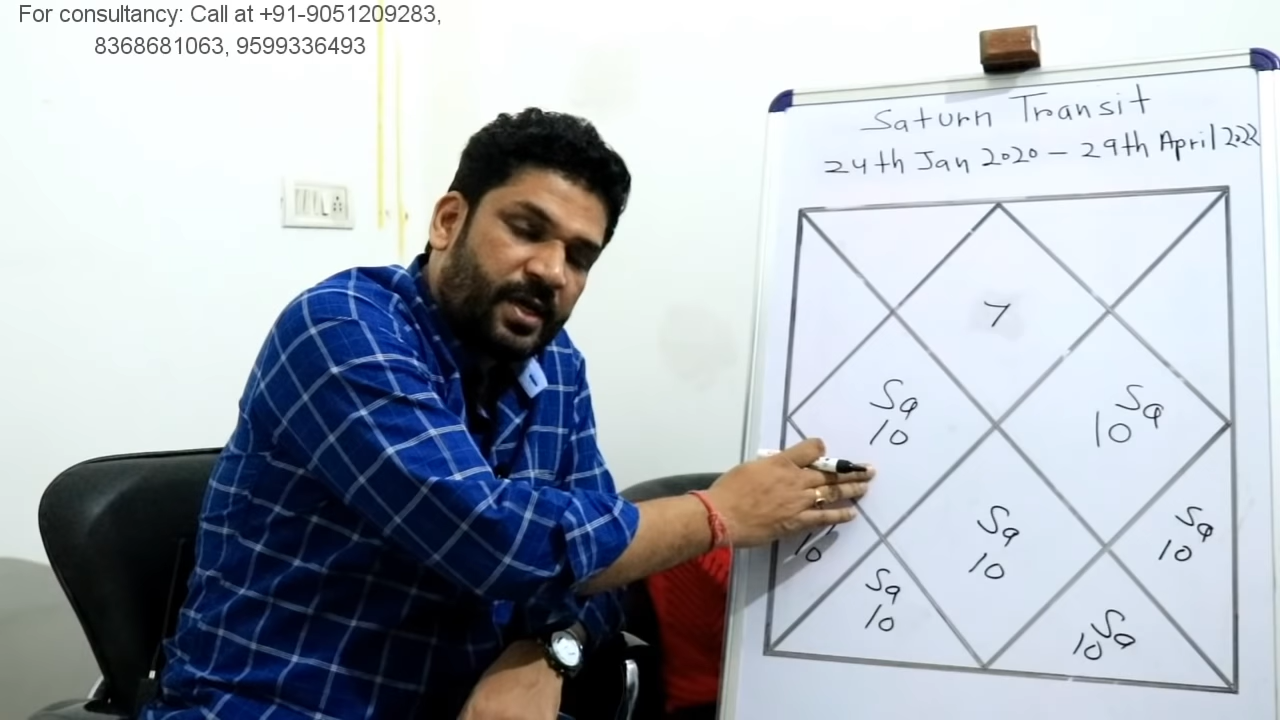 For consultancy: Call at +91-9051209283,
8368681063, 9599336493
Saturn Transit
24th Jan 2020 - 29th April 2022
7
Sa
10
Sa
10
10
Sa
10
Sa
10
Sa
10
Sa
10